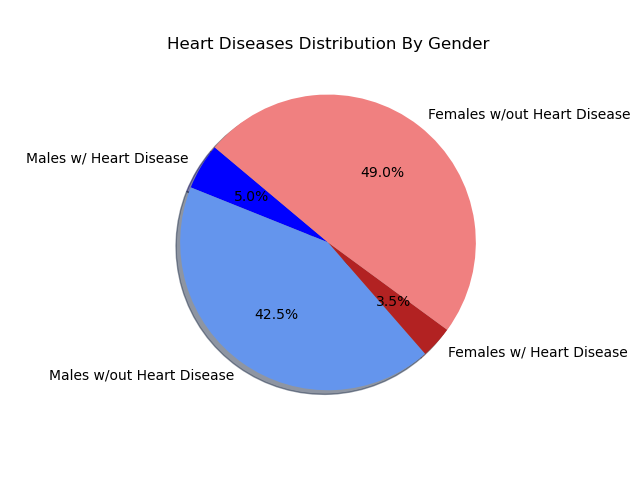 Heart Diseases Distribution By Gender
Females w/out Heart Disease
Males w/ Heart Disease
49.0%
5.0%
3.5%
42.5%
Females w/ Heart Disease
Males w/out Heart Disease